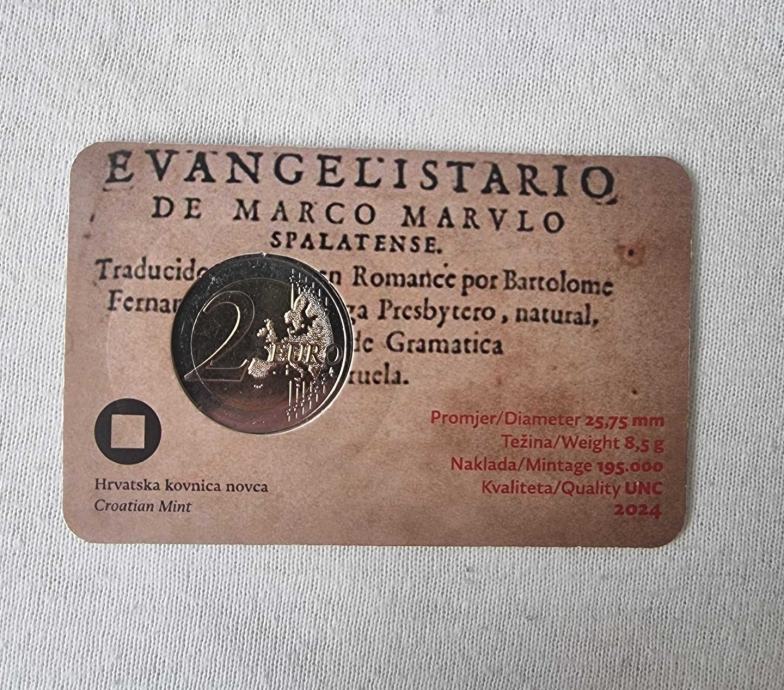 EVANGELISTARIO
DE MARCO MARVLO
SPALATENSE.
Traducido n Romance por Bartolome
Fernan ga Presbytero, natural,
de Gramatica
ruela.
2 EURO
Promjer/Diameter 25,75 mm
Težina/Weight 8,5 g
Naklada/Mintage 195.000
Kvaliteta/Quality UNC
2024
Hrvatska kovnica novca
Croatian Mint